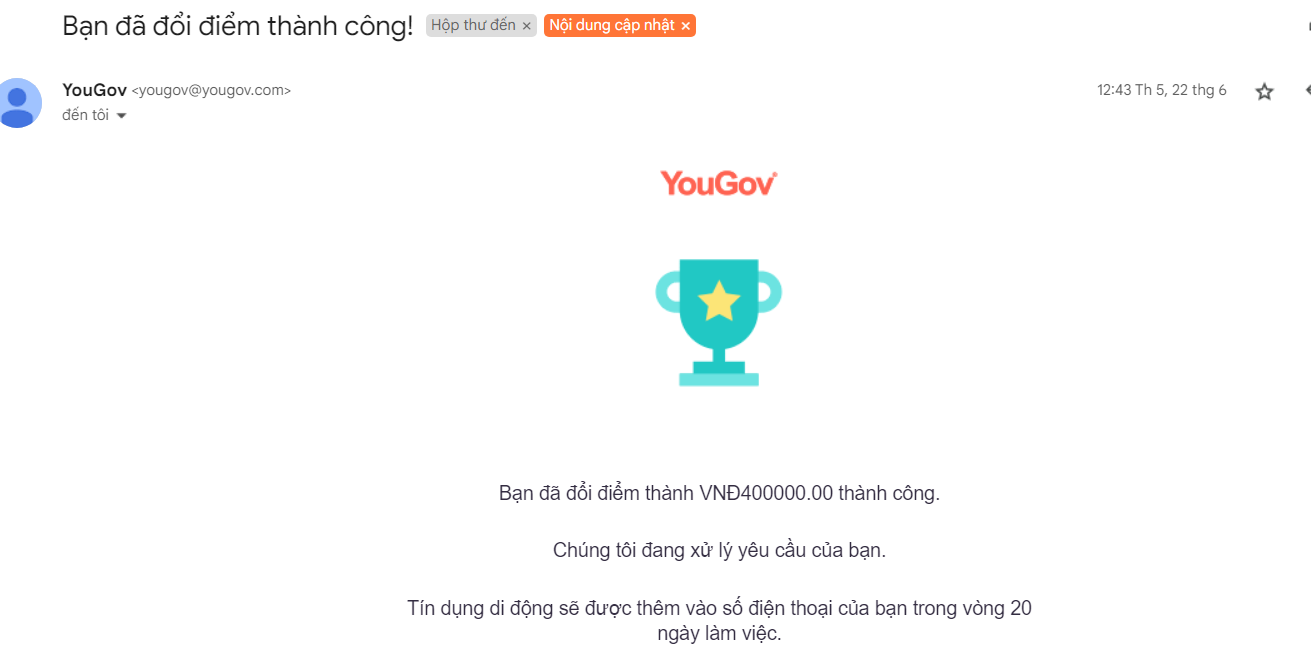 Bạn đã đổi điểm thành công! Hộp thư đến × Nội dung cập nhật ×
YouGov <yougov@yougov.com> 12:43 Th 5, 22 thg 6
đến tôi
YouGov®
Bạn đã đổi điểm thành VNĐ400000.00 thành công.
Chúng tôi đang xử lý yêu cầu của bạn.
Tín dụng di động sẽ được thêm vào số điện thoại của bạn trong vòng 20
ngày làm việc.